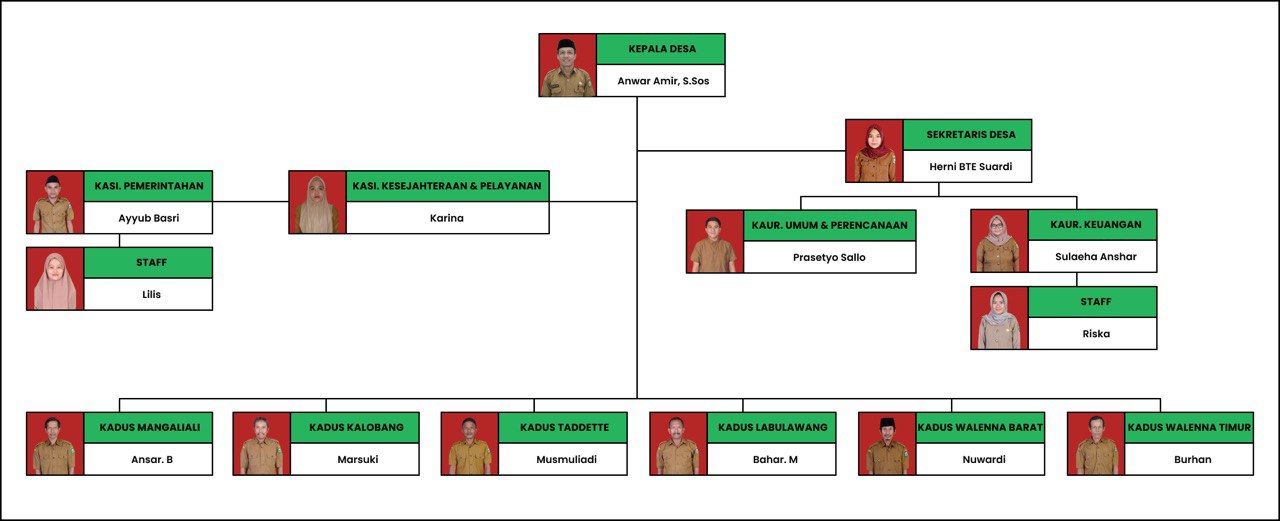 KEPALA DESA
Anwar Amir, S.Sos
SEKRETARIS DESA
Herni BTE Suardi
KASI. PEMERINTAHAN
Ayyub Basri
KASI. KESEJAHTERAAN & PELAYANAN
Karina
KAUR. UMUM & PERENCANAAN
Prasetyo Sallo
KAUR. KEUANGAN
Sulaeha Anshar
STAFF
Lilis
STAFF
Riska
KADUS MANGALIALI
Ansar. B
KADUS KALOBANG
Marsuki
KADUS TADDETTE
Musmuliadi
KADUS LABULAWANG
Bahar. M
KADUS WALENNA BARAT
Nuwardi
KADUS WALENNA TIMUR
Burhan